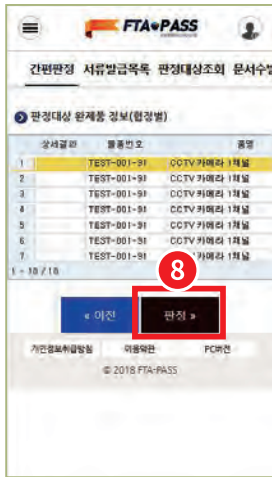 FTA PASS
간편판정 서류발급목록 판정대상조회 문서수발
판정대상 완제품 정보(협정별)
상세결과 물품번호 품명
1 TEST-001-91 CCTV 카메라 1채널
2 TEST-001-91 CCTV 카메라 1채널
3 TEST-001-91 CCTV 카메라 1채널
4 TEST-001-91 CCTV 카메라 1채널
5 TEST-001-91 CCTV 카메라 1채널
6 TEST-001-91 CCTV 카메라 1채널
7 TEST-001-91 CCTV 카메라 1채널
1 - 10 / 10
8
« 이전 판정 »
개인정보취급방침 이용약관 PC버전
© 2018 FTA-PASS